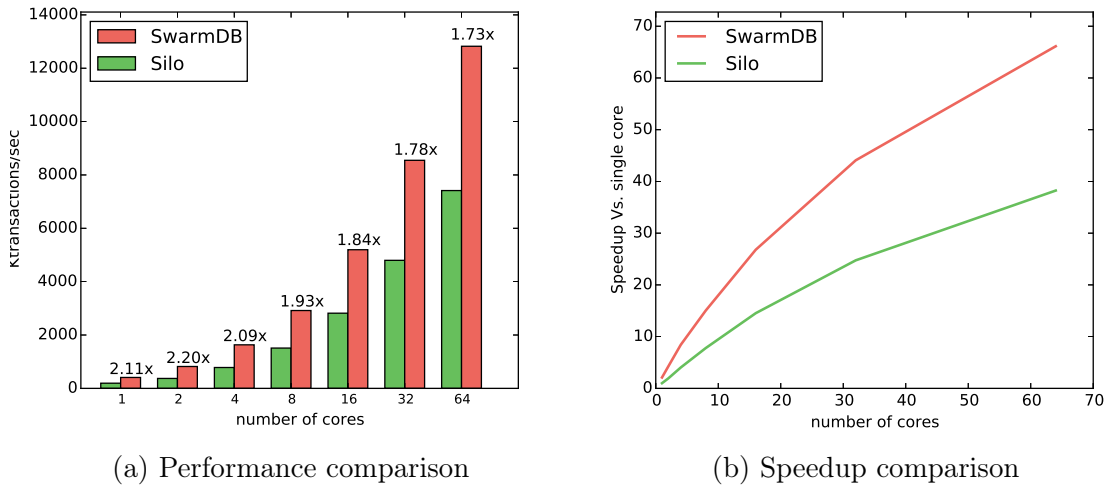 14000
12000
10000
8000
6000
4000
2000
0
Ktransactions/sec
SwarmDB
Silo
2.11x
2.20x
2.09x
1.93x
1.84x
1.78x
1.73x
1 2 4 8 16 32 64
number of cores
(a) Performance comparison
70
60
50
40
30
20
10
0
Speedup Vs. single core
SwarmDB
Silo
0 10 20 30 40 50 60 70
number of cores
(b) Speedup comparison